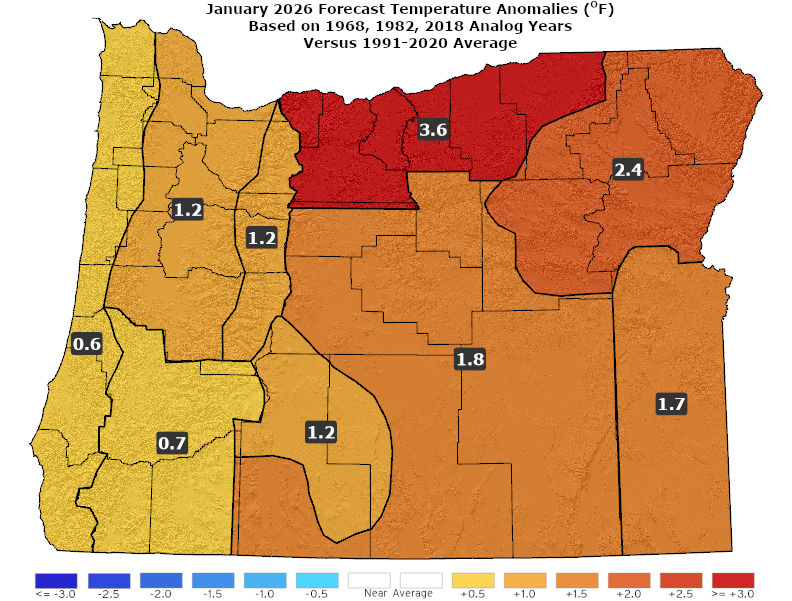 January 2026 Forecast Temperature Anomalies (OF)
Based on 1968, 1982, 2018 Analog Years
Versus 1991-2020 Average
3.6
2.4
1.2
1.2
0.6
1.8
1.7
1.2
0.7
<= -3.0 -2.5 -2.0 -1.5 -1.0 -0.5 Near Average +0.5 +1.0 +1.5 +2.0 +2.5 >= +3.0